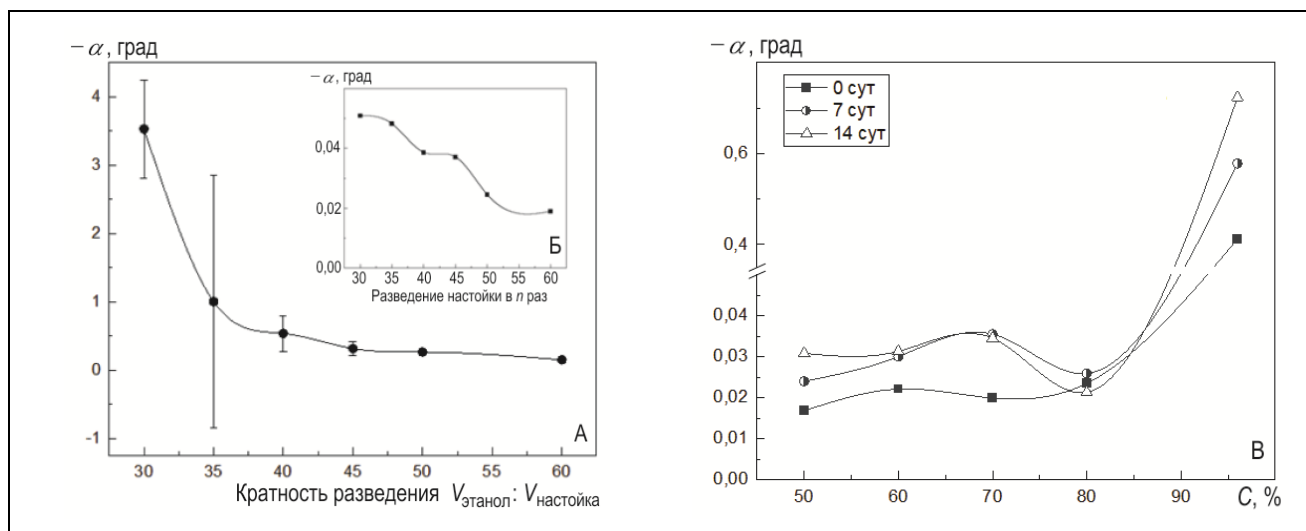 − α, град
4
3
2
1
0
-1
30 35 40 45 50 55 60
Кратность разведения Vэтанол : Vнастойка
А
− α, град
0,04
0,02
0,00
30 35 40 45 50 60
Разведение настойки в n раз
Б
− α, град
0 сут
7 сут
14 сут
0,6
0,4
0,04
0,03
0,02
0,01
0,00
50 60 70 80 90 C, %
В